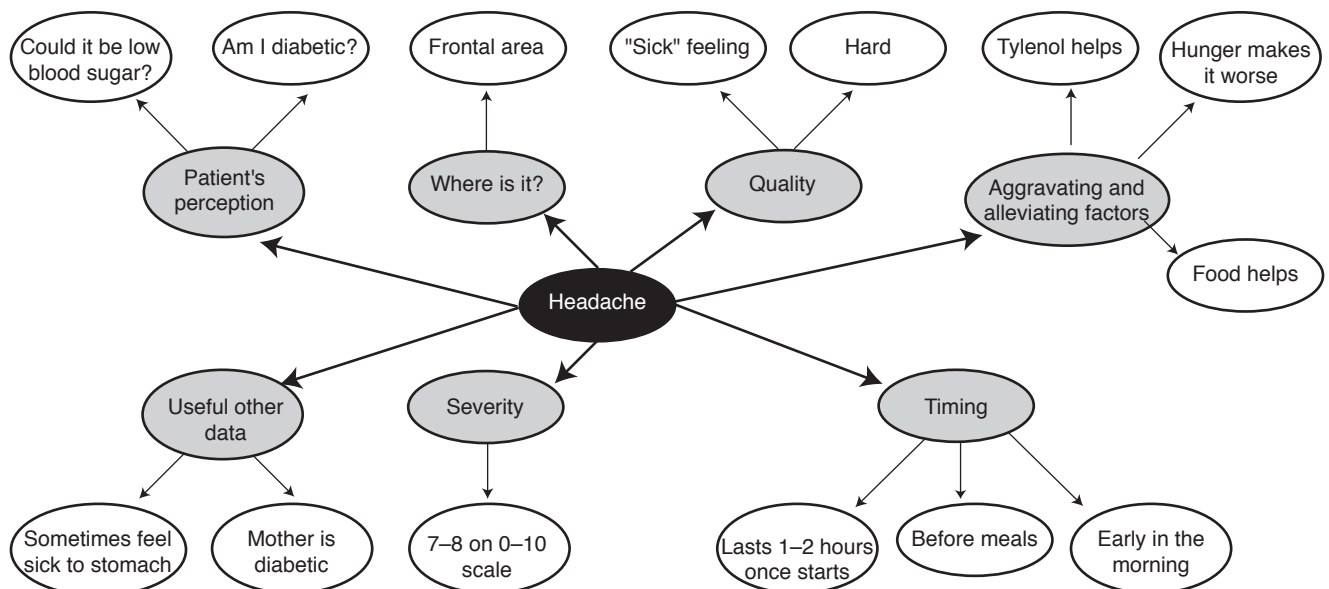 Could it be low
blood sugar?
Am I diabetic?
Frontal area
"Sick" feeling
Hard
Tylenol helps
Hunger makes
it worse
Patient's
perception
Where is it?
Quality
Aggravating and
alleviating factors
Food helps
Headache
Useful other
data
Severity
Timing
Sometimes feel
sick to stomach
Mother is
diabetic
7–8 on 0–10
scale
Lasts 1–2 hours
once starts
Before meals
Early in the
morning